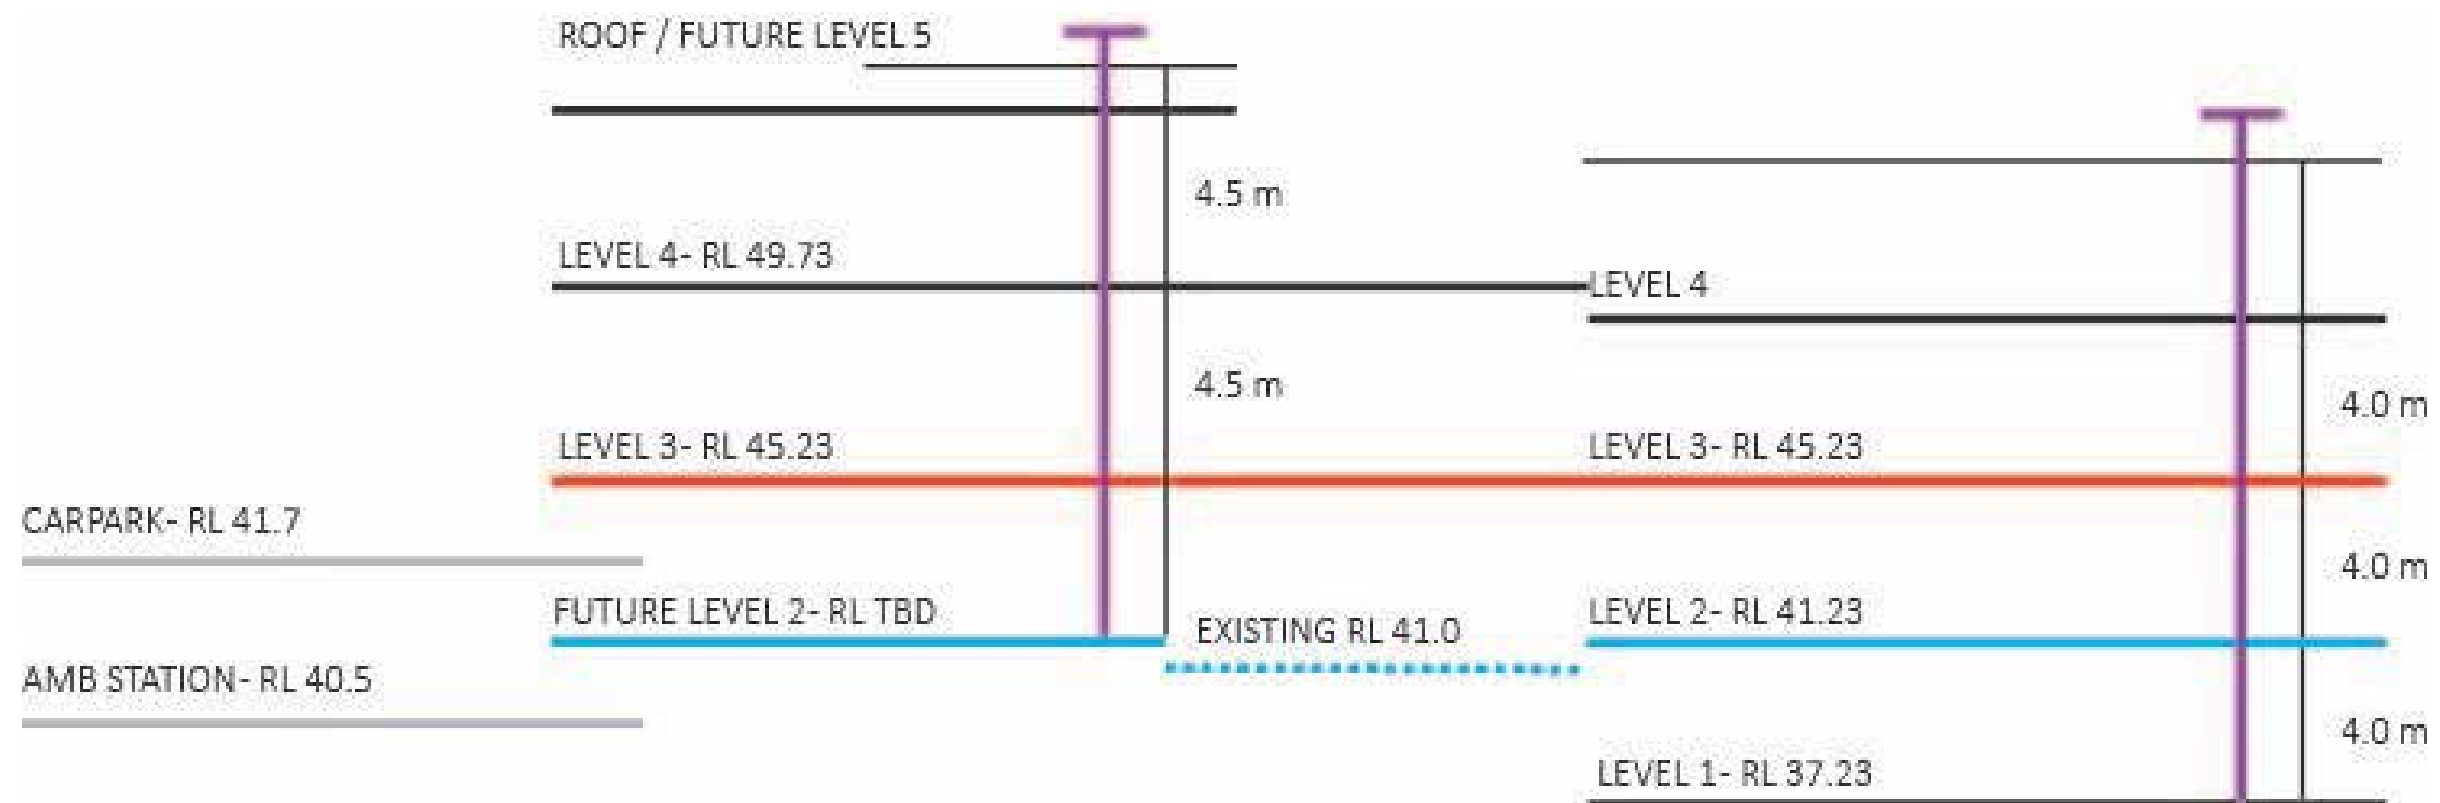 ROOF / FUTURE LEVEL 5
4.5 m
LEVEL 4- RL 49.73
LEVEL 4
4.5 m
4.0 m
LEVEL 3- RL 45.23
LEVEL 3- RL 45.23
CARPARK- RL 41.7
4.0 m
FUTURE LEVEL 2- RL TBD
EXISTING RL 41.0
LEVEL 2- RL 41.23
AMB STATION- RL 40.5
4.0 m
LEVEL 1- RL 37.23